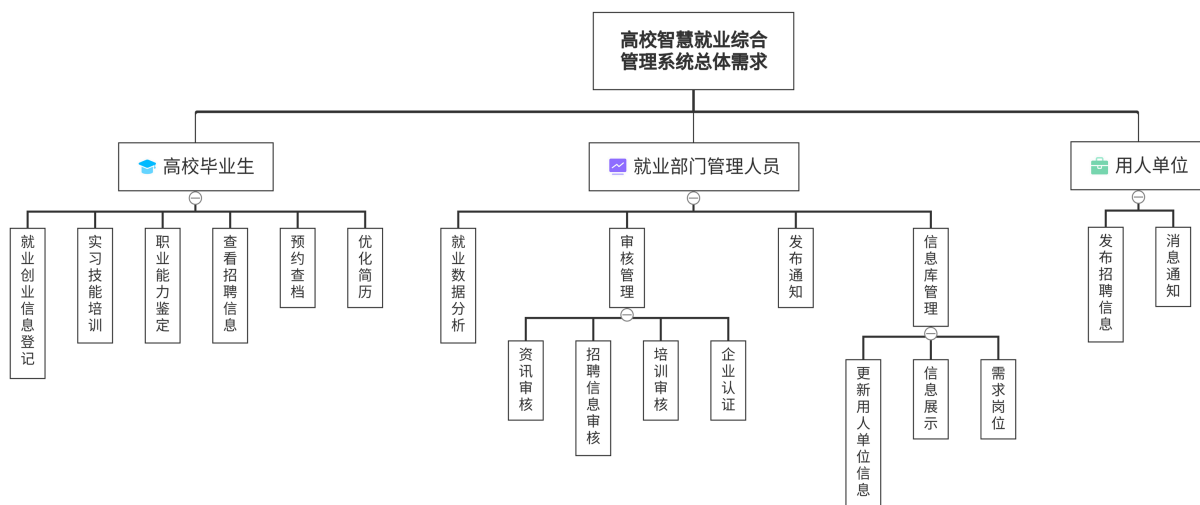 高校智慧就业综合
管理系统总体需求
高校毕业生
就业部门管理人员
用人单位
就业创业信息登记
实习技能培训
职业能力鉴定
查看招聘信息
预约查档
优化简历
就业数据分析
审核管理
发布通知
信息库管理
发布招聘信息
消息通知
资讯审核
招聘信息审核
培训审核
企业认证
更新用人单位信息
信息展示
需求岗位